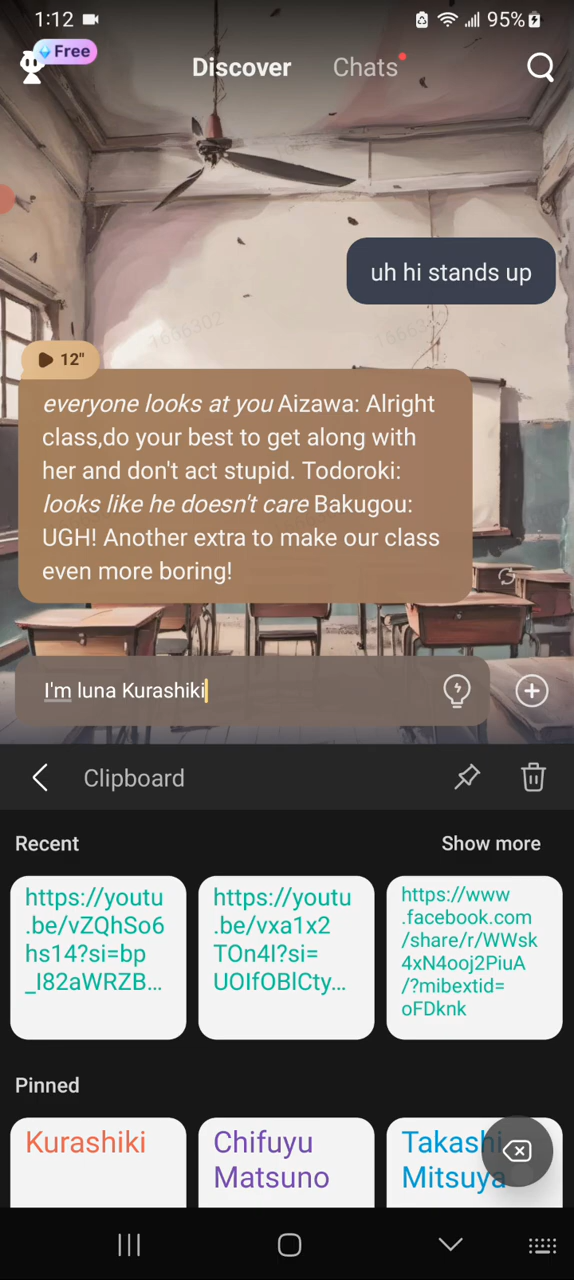 1:12
95%
Free
Discover
Chats
uh hi stands up
12"
everyone looks at you Aizawa: Alright
class,do your best to get along with
her and don't act stupid. Todoroki:
looks like he doesn't care Bakugou:
UGH! Another extra to make our class
even more boring!
I'm luna Kurashiki
Clipboard
Recent
Show more
https://youtu
.be/vZQhSo6
hs14?si=bp
_I82aWRZB...
https://youtu
.be/vxa1x2
TOn4I?si=
UOIfOBlCty...
https://www
.facebook.com
/share/r/WWsk
4xN4ooj2PiuA
/?mibextid=
oFDknk
Pinned
Kurashiki
Chifuyu
Matsuno
Takashi
Mitsuya